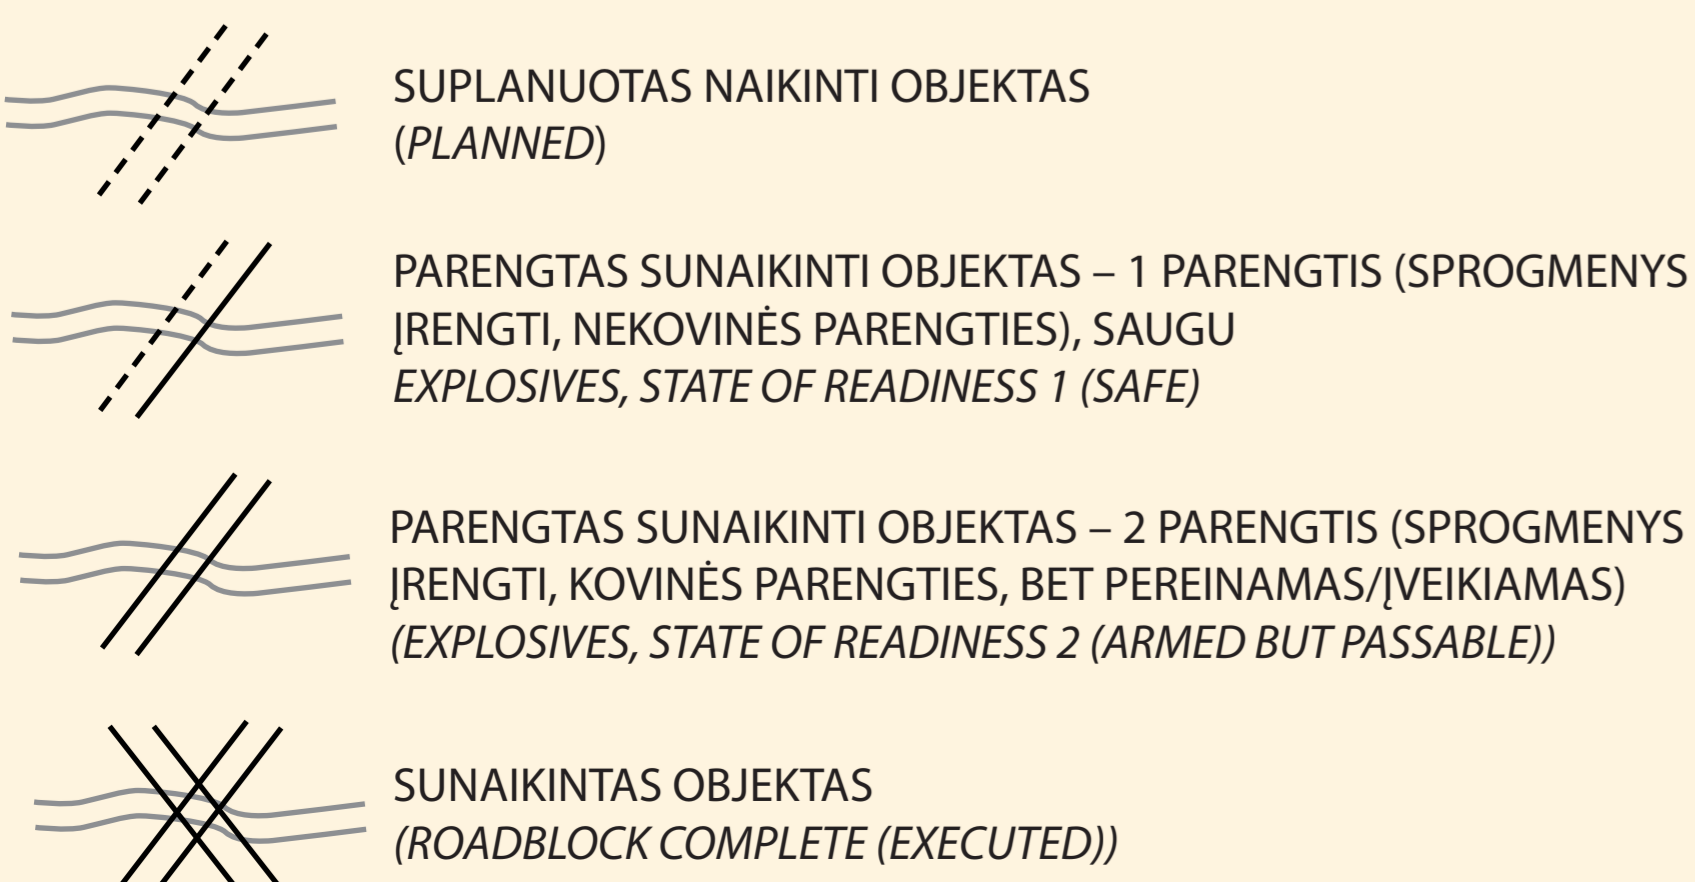 SUPLANUOTAS NAIKINTI OBJEKTAS
(PLANNED)
PARENGTAS SUNAIKINTI OBJEKTAS – 1 PARENGTIS (SPROGMENYS
ĮRENGTI, NEKOVINĖS PARENGTIES), SAUGU
EXPLOSIVES, STATE OF READINESS 1 (SAFE)
PARENGTAS SUNAIKINTI OBJEKTAS – 2 PARENGTIS (SPROGMENYS
ĮRENGTI, KOVINĖS PARENGTIES, BET PEREINAMAS/ĮVEIKIAMAS)
(EXPLOSIVES, STATE OF READINESS 2 (ARMED BUT PASSABLE))
SUNAIKINTAS OBJEKTAS
(ROADBLOCK COMPLETE (EXECUTED))